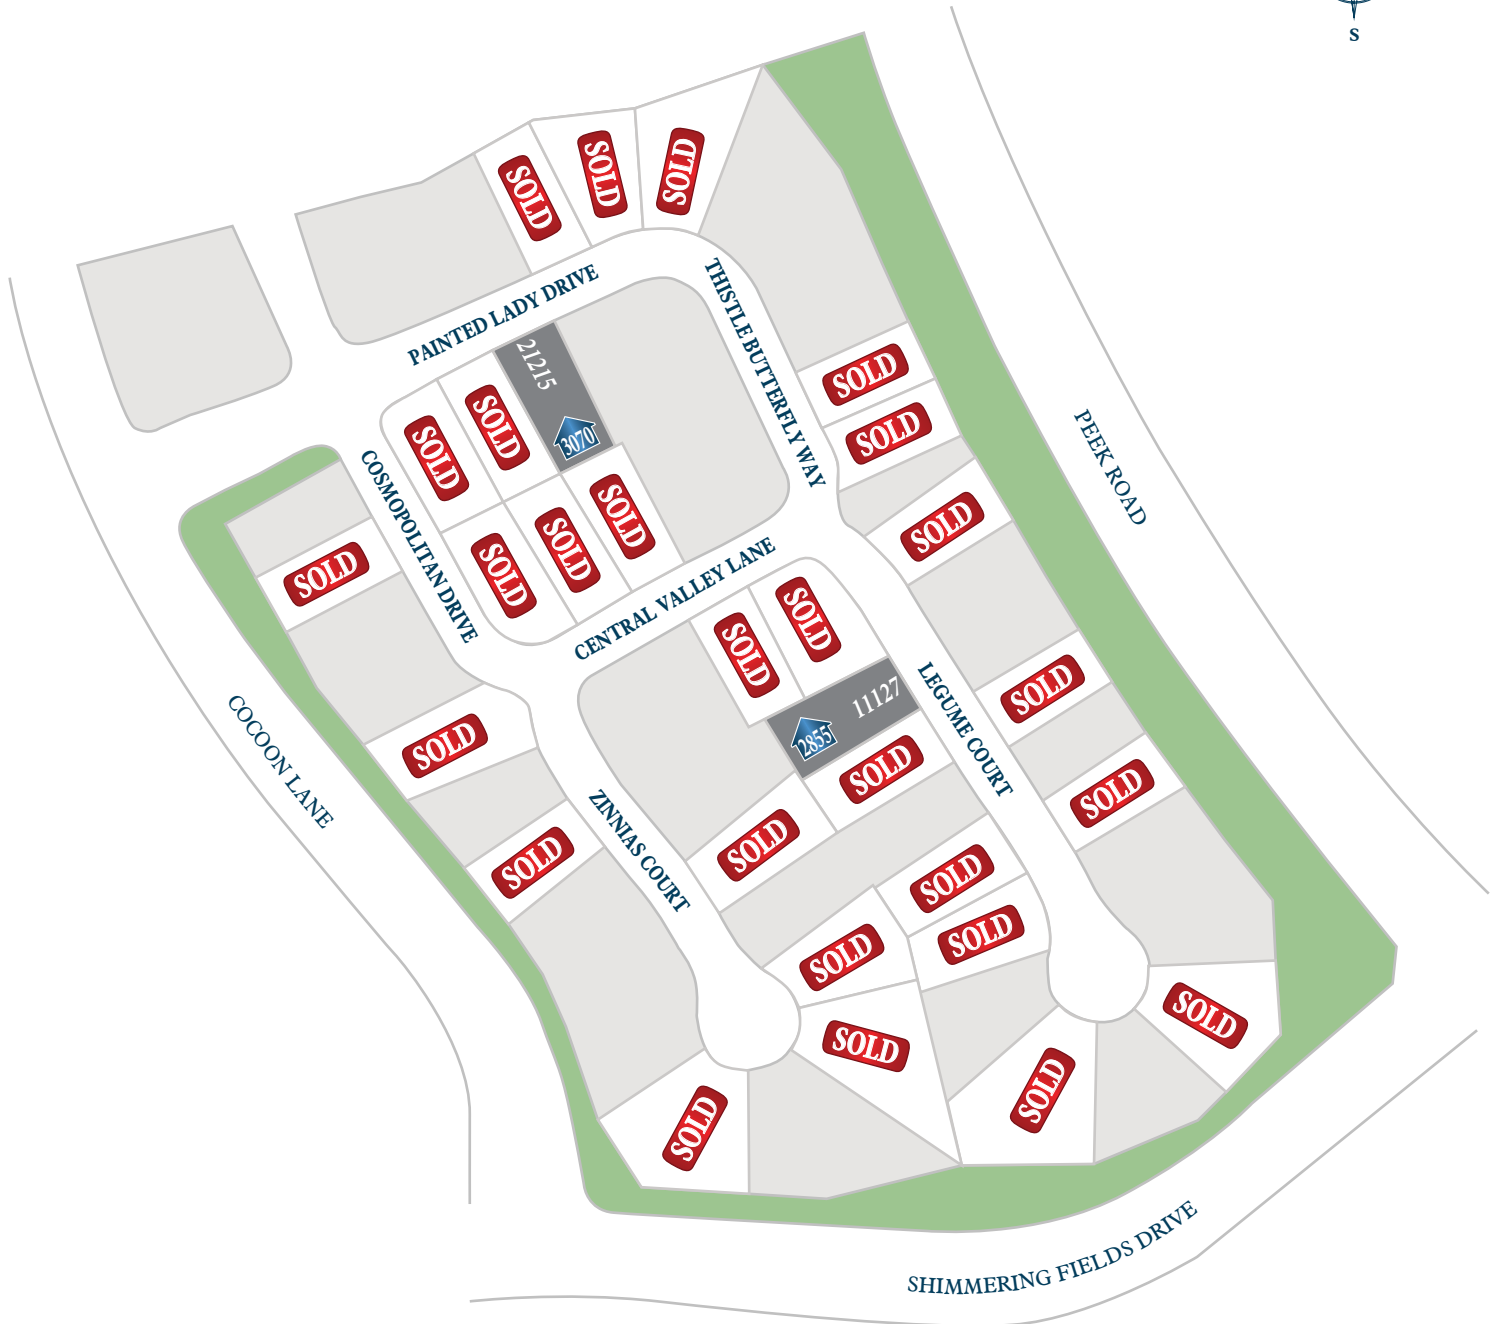 S
SOLD
SOLD
SOLD
PAINTED LADY DRIVE
THISTLE BUTTERFLY WAY
21215
3070
SOLD
SOLD
SOLD
SOLD
PEEK ROAD
COSMOPOLITAN DRIVE
SOLD
SOLD
SOLD
SOLD
SOLD
CENTRAL VALLEY LANE
SOLD
SOLD
SOLD
11127
2855
LEGUME COURT
SOLD
COCOON LANE
SOLD
SOLD
SOLD
ZINNIAS COURT
SOLD
SOLD
SOLD
SOLD
SOLD
SOLD
SOLD
SOLD
SOLD
SOLD
SHIMMERING FIELDS DRIVE